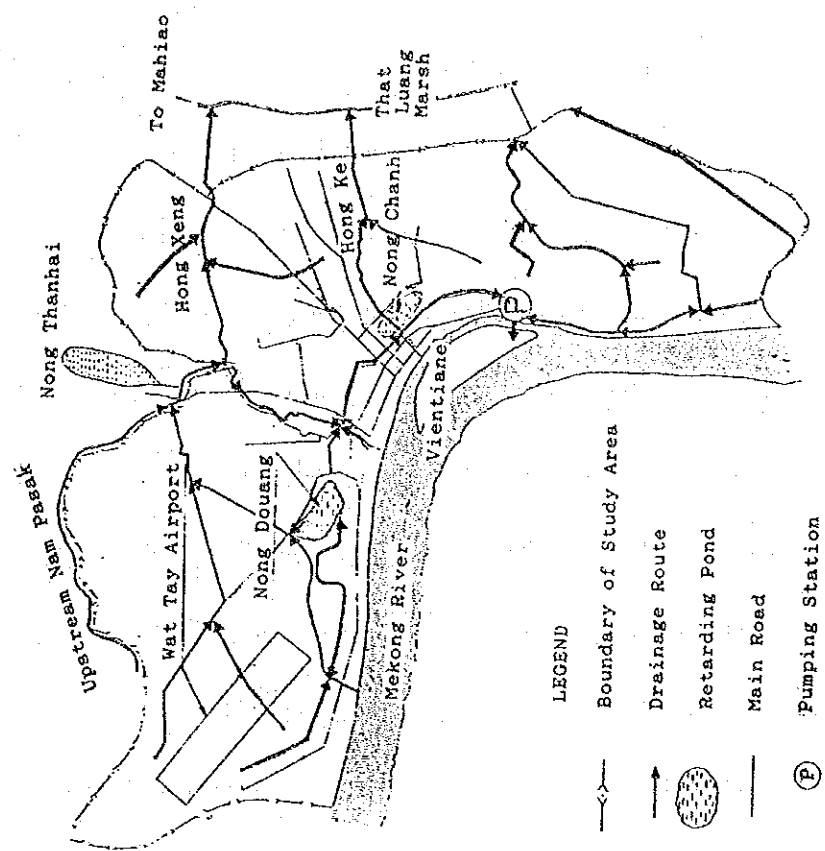 To Mahiao
Nong Thanhai
Hong Xeng
That
Luang
Marsh
Hong Ke
Nong Chanh
Upstream Nam Pasak
Wat Tay Airport
Nong Douang
Vientiane
Mekong River
P
LEGEND
Boundary of Study Area
Drainage Route
Retarding Pond
Main Road
P
Pumping Station